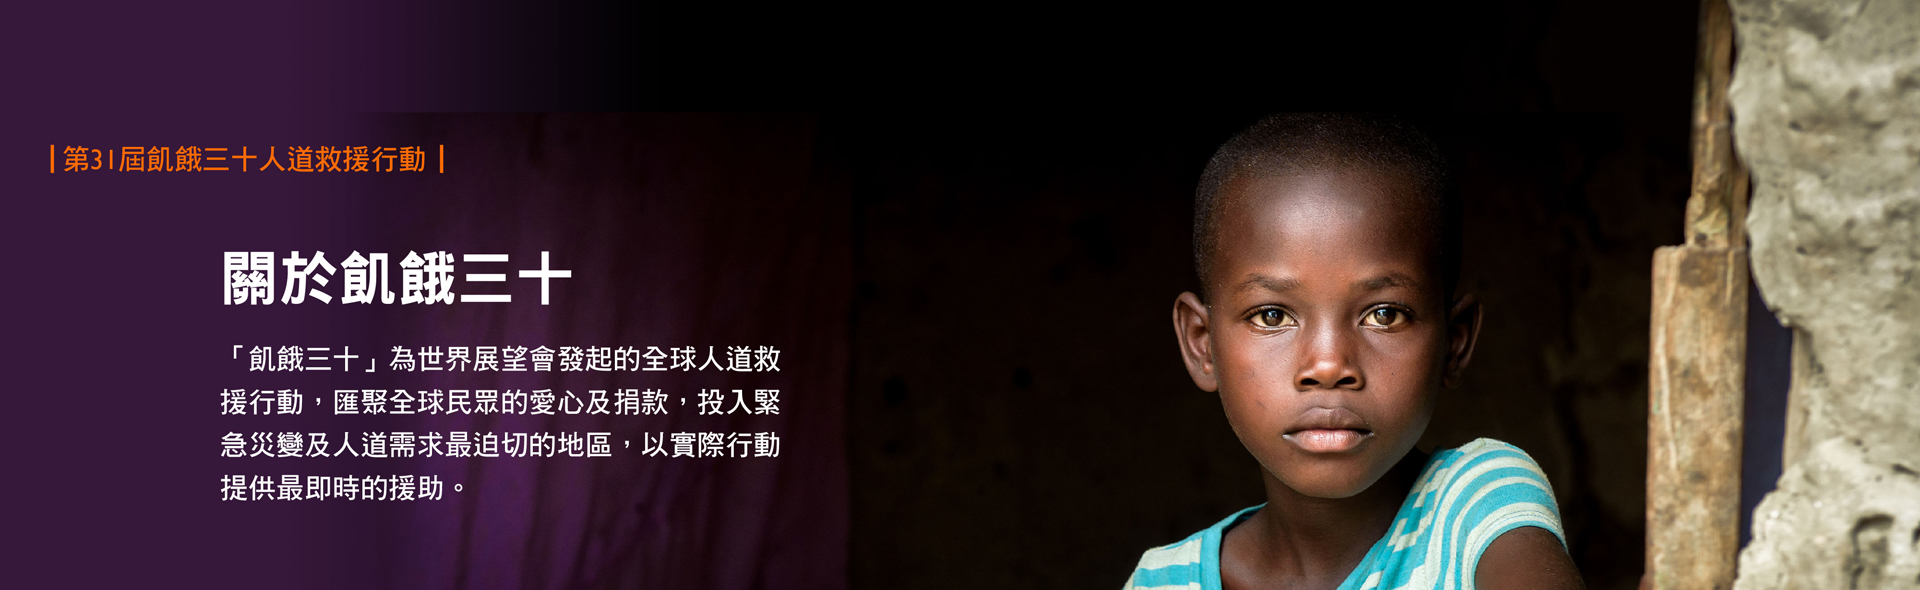 | 第31屆飢餓三十人道救援行動 |
關於飢餓三十
「飢餓三十」為世界展望會發起的全球人道救
援行動，匯聚全球民眾的愛心及捐款，投入緊
急災變及人道需求最迫切的地區，以實際行動
提供最即時的援助。